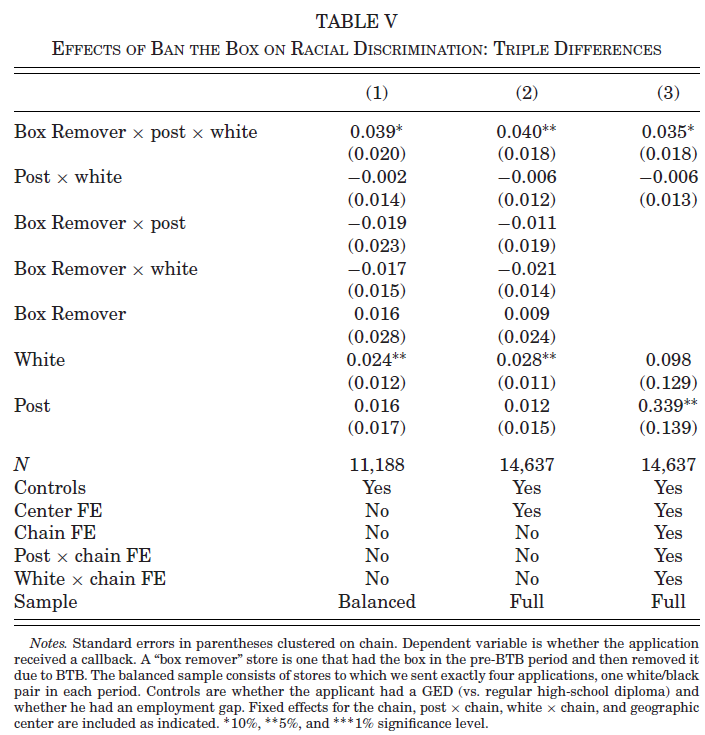 TABLE V
EFFECTS OF BAN THE BOX ON RACIAL DISCRIMINATION: TRIPLE DIFFERENCES
(1) (2) (3)
Box Remover × post × white 0.039* 0.040** 0.035*
(0.020) (0.018) (0.018)
Post × white −0.002 −0.006 −0.006
(0.014) (0.012) (0.013)
Box Remover × post −0.019 −0.011
(0.023) (0.019)
Box Remover × white −0.017 −0.021
(0.015) (0.014)
Box Remover 0.016 0.009
(0.028) (0.024)
White 0.024** 0.028** 0.098
(0.012) (0.011) (0.129)
Post 0.016 0.012 0.339**
(0.017) (0.015) (0.139)
N 11,188 14,637 14,637
Controls Yes Yes Yes
Center FE No Yes Yes
Chain FE No No Yes
Post × chain FE No No Yes
White × chain FE No No Yes
Sample Balanced Full Full
Notes. Standard errors in parentheses clustered on chain. Dependent variable is whether the application
received a callback. A “box remover” store is one that had the box in the pre-BTB period and then removed it
due to BTB. The balanced sample consists of stores to which we sent exactly four applications, one white/black
pair in each period. Controls are whether the applicant had a GED (vs. regular high-school diploma) and
whether he had an employment gap. Fixed effects for the chain, post × chain, white × chain, and geographic
center are included as indicated. *10%, **5%, and ***1% significance level.